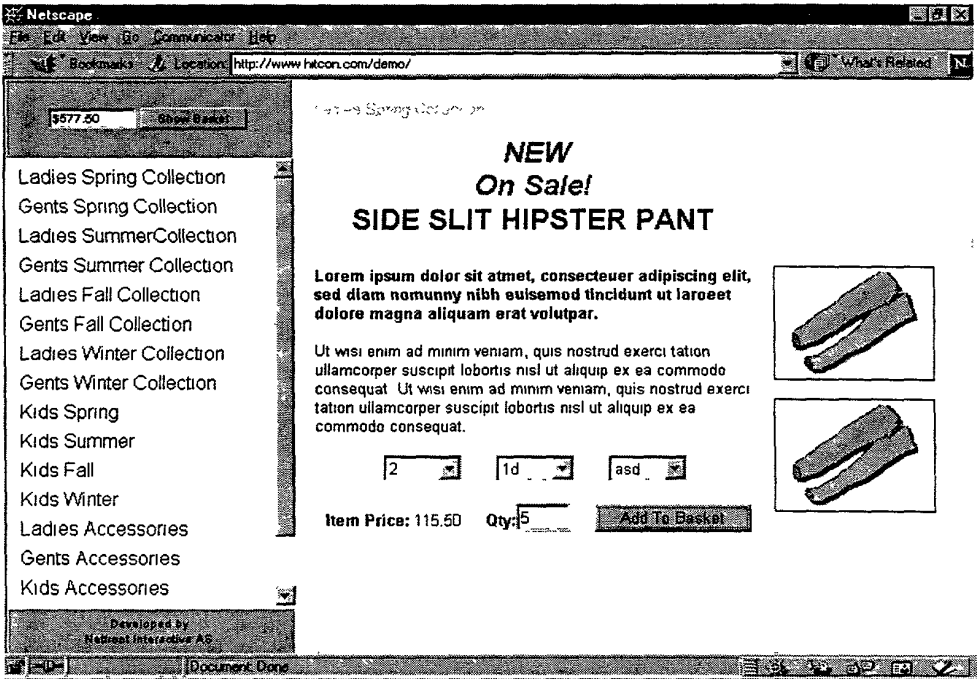 Netscape
File Edit View Go Communicator Help
Bookmarks Location: http://www hitcon.com/demo/ What's Related N
$577.50 Show Basket
Ladies Spring Collection
NEW
On Sale!
SIDE SLIT HIPSTER PANT
Ladies Spring Collection
Gents Spring Collection
Ladies SummerCollection
Gents Summer Collection
Ladies Fall Collection
Gents Fall Collection
Ladies Winter Collection
Gents Winter Collection
Kids Spring
Kids Summer
Kids Fall
Kids Winter
Ladies Accessories
Gents Accessories
Kids Accessories
Lorem ipsum dolor sit atmet, consecteuer adipiscing elit,
sed diam nomunny nibh euisemod tincidunt ut laroeet
dolore magna aliquam erat volutpar.
Ut wisi enim ad minim veniam, quis nostrud exerci tation
ullamcorper suscipit lobortis nisl ut aliquip ex ea commodo
consequat Ut wisi enim ad minim veniam, quis nostrud exerci
tation ullamcorper suscipit lobortis nisl ut aliquip ex ea
commodo consequat.
2 1d asd
Item Price: 115.50 Qty: 5 Add To Basket
Developed by
Interactive AS
Document Done